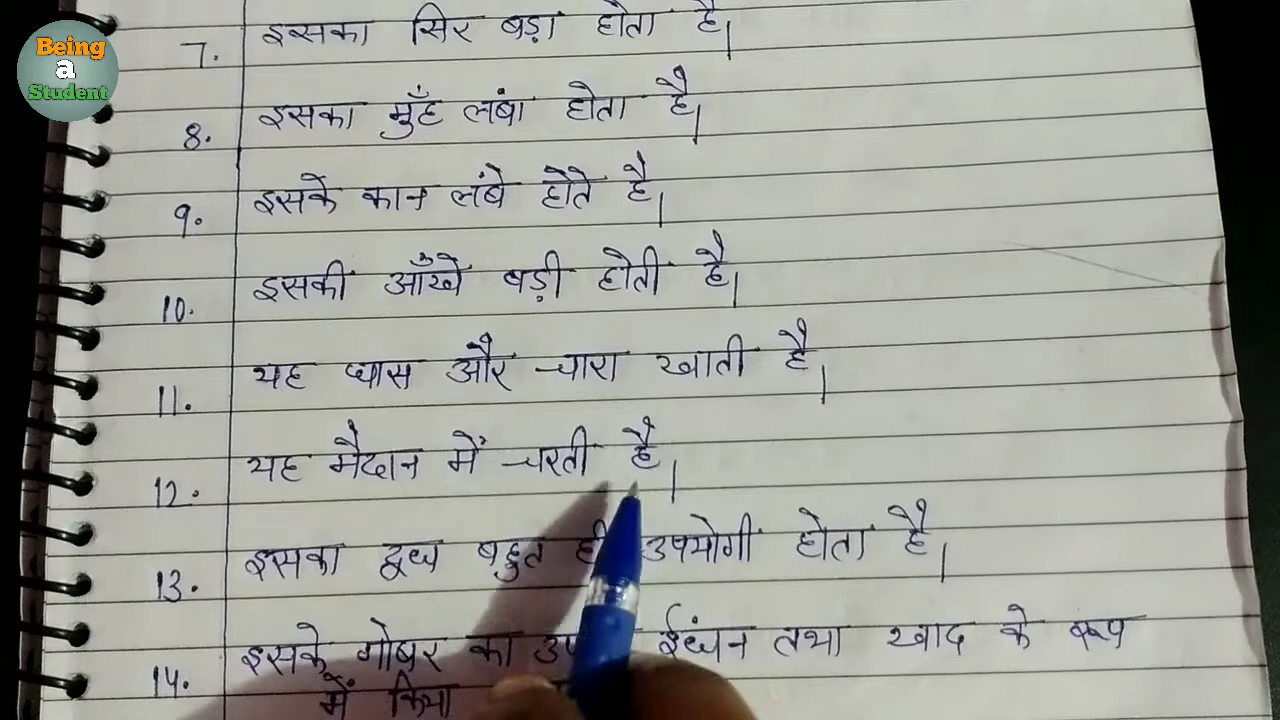 Being
a
Student
7. इसका सिर बड़ा होता है।
8. इसका मुँह लंबा होता है।
9. इसके कान लंबे होते है।
10. इसकी आँखें बड़ी होती है।
11. यह घास और चारा खाती है।
12. यह मैदान में चरती है।
13. इसका दूध बहुत ही उपयोगी होता है।
14. इसके गोबर का ईधंन तथा खाद के रूप
में किया